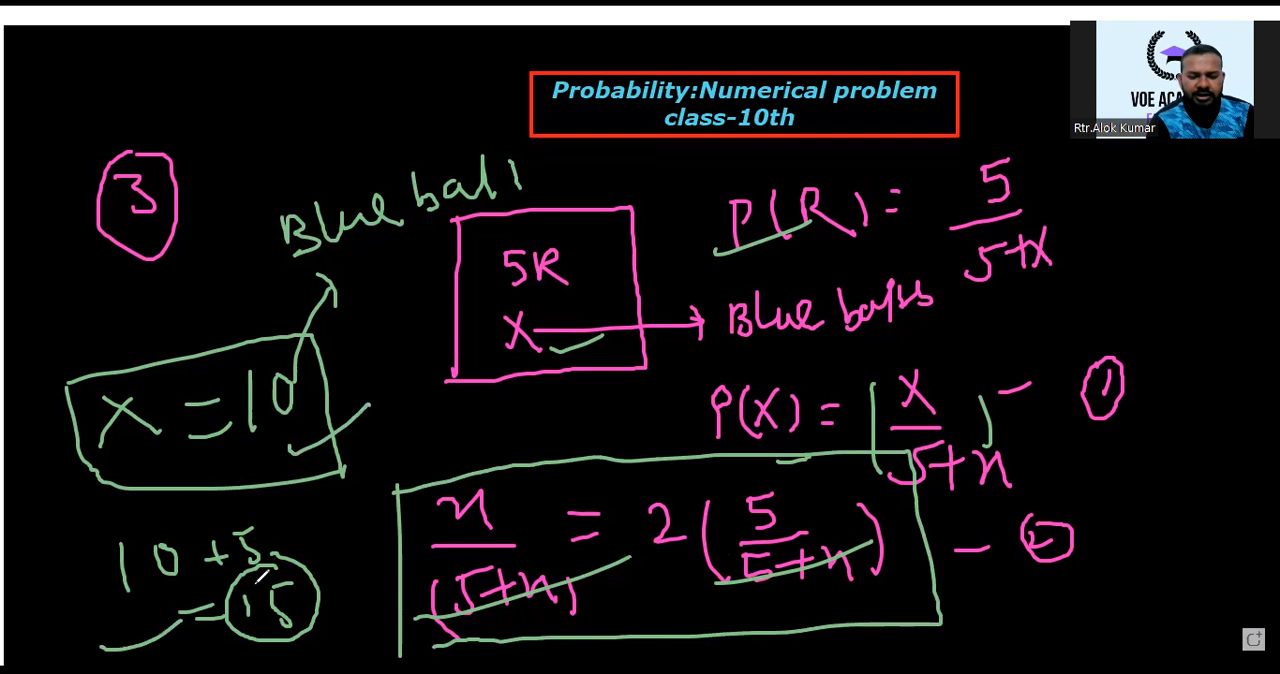 Probability:Numerical problem
class-10th
VOE ACA
Rtr.Alok Kumar
3
Blue ball
5R
X
P(R) = 5/(5+X)
Blue balls
P(X) = (X/(5+x)) - 1
x = 10
x/(5+x) = 2(5/(5+x)) - 2
10 + 5
= 15